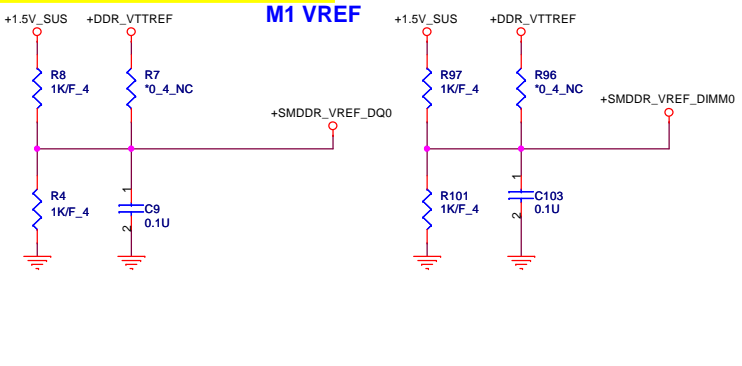 M1 VREF
+1.5V_SUS
+DDR_VTTREF
R8
1K/F_4
R7
*0_4_NC
+SMDDR_VREF_DQ0
R4
1K/F_4
1
C9
0.1U
2
+1.5V_SUS
+DDR_VTTREF
R97
1K/F_4
R96
*0_4_NC
+SMDDR_VREF_DIMM0
R101
1K/F_4
1
C103
0.1U
2